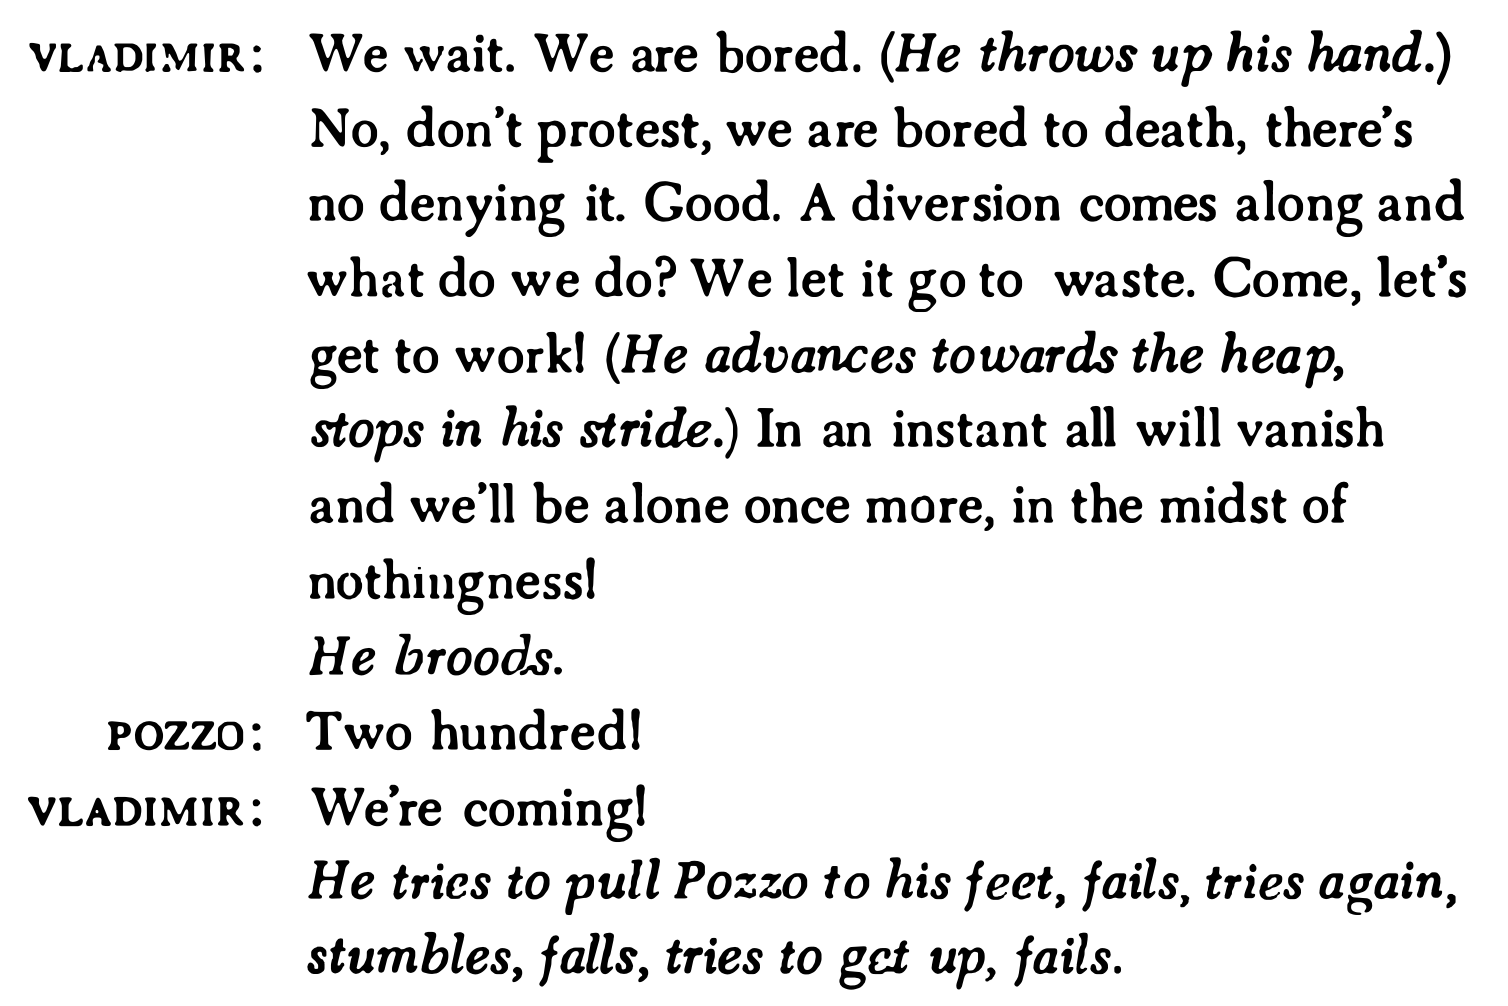 VLADIMIR: We wait. We are bored. (He throws up his hand.)
No, don't protest, we are bored to death, there's
no denying it. Good. A diversion comes along and
what do we do? We let it go to waste. Come, let's
get to work! (He advances towards the heap,
stops in his stride.) In an instant all will vanish
and we'll be alone once more, in the midst of
nothingness!
He broods.
POZZO: Two hundred!
VLADIMIR: We're coming!
He tries to pull Pozzo to his feet, fails, tries again,
stumbles, falls, tries to get up, fails.